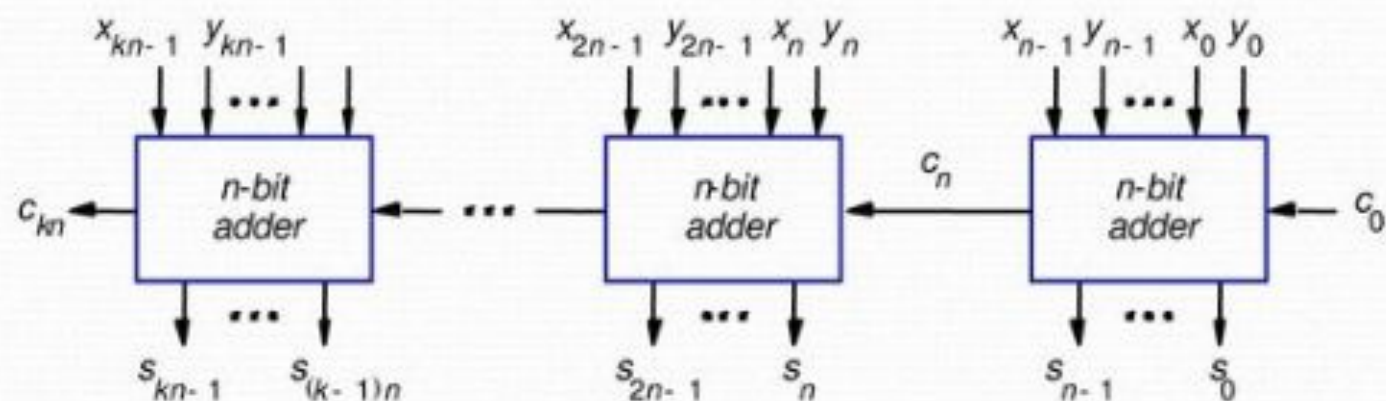 x_{kn-1} y_{kn-1} x_{2n-1} y_{2n-1} x_n y_n x_{n-1} y_{n-1} x_0 y_0
...
...
...
c_{kn}
n-bit
adder
...
n-bit
adder
c_n
n-bit
adder
c_0
...
...
...
s_{kn-1} s_{(k-1)n} s_{2n-1} s_n s_{n-1} s_0